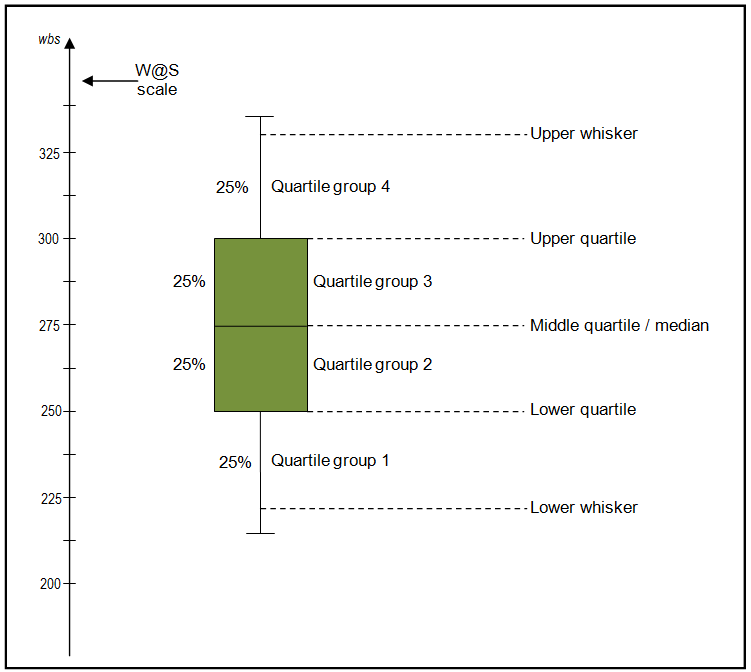 wbs
W@S
scale
325
300
275
250
225
200
Upper whisker
25% Quartile group 4
Upper quartile
25% Quartile group 3
Middle quartile / median
25% Quartile group 2
Lower quartile
25% Quartile group 1
Lower whisker